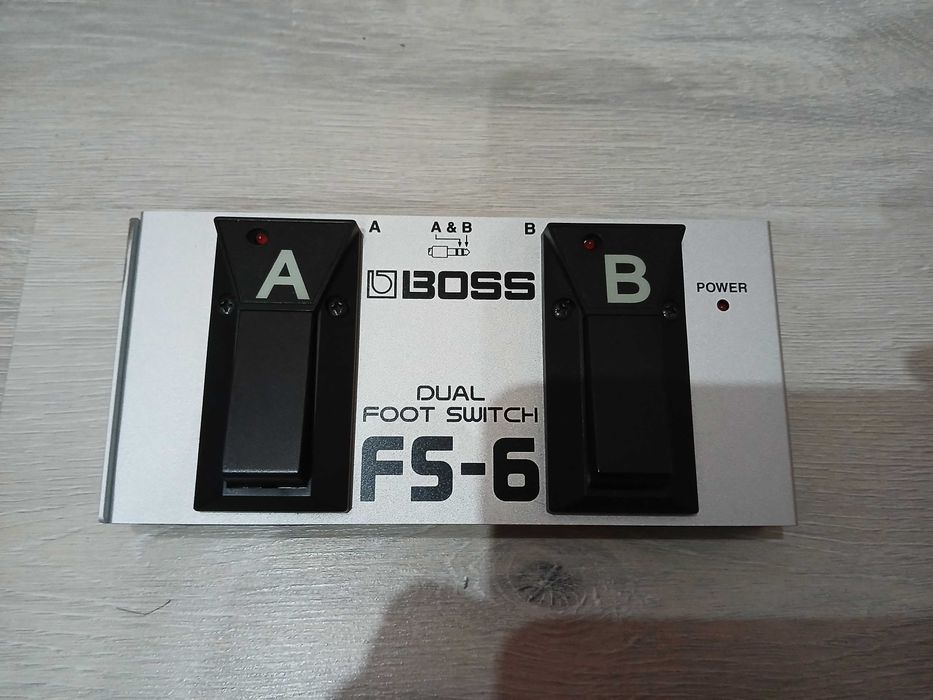 A A & B B
A
BOSS
B
POWER
DUAL
FOOT SWITCH
FS-6